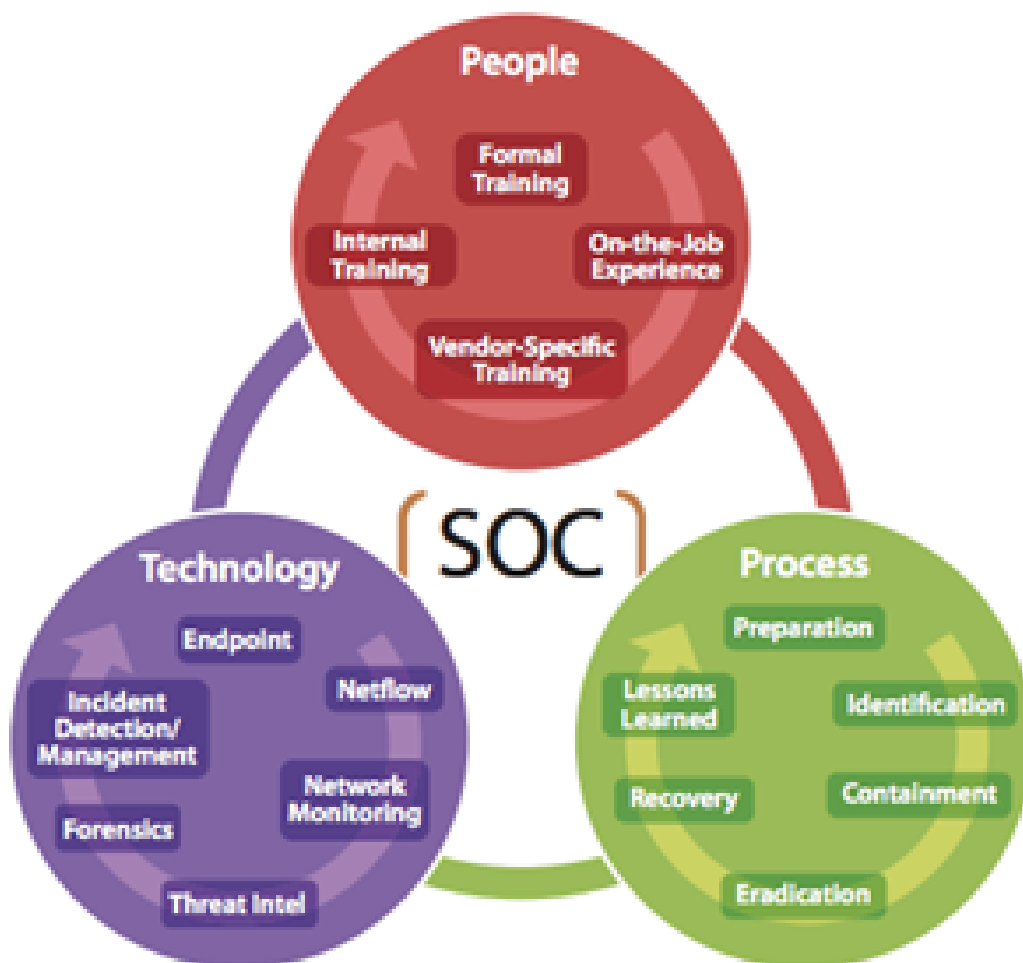 People
Formal
Training
Internal
Training
On-the-Job
Experience
Vendor-Specific
Training
SOC
Technology
Endpoint
Netflow
Incident
Detection/
Management
Network
Monitoring
Forensics
Threat Intel
Process
Preparation
Lessons
Learned
Identification
Recovery
Containment
Eradication